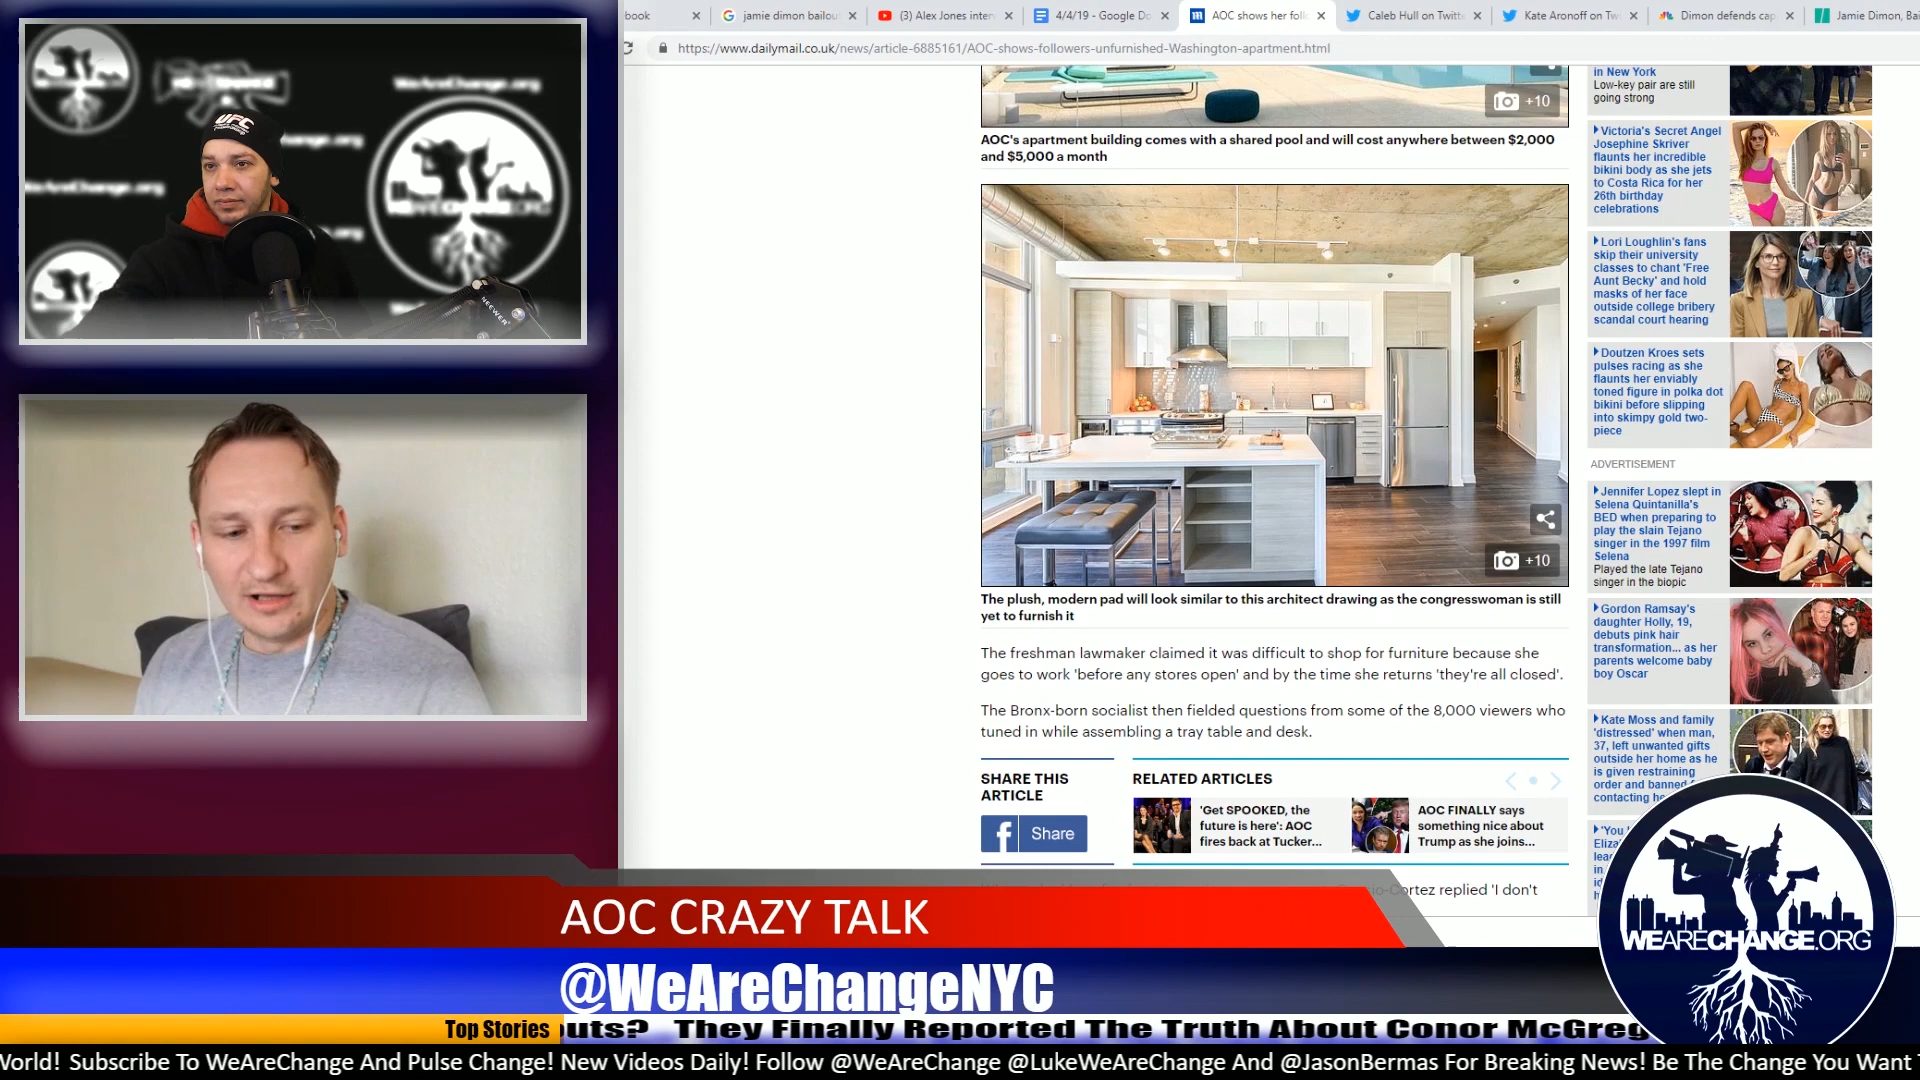 book
jamie dimon bailou
(3) Alex Jones inter
4/4/19 - Google Do
AOC shows her foll
Caleb Hull on Twitt
Kate Aronoff on Tw
Dimon defends cap
Jamie Dimon, Bai
https://www.dailymail.co.uk/news/article-6885161/AOC-shows-followers-unfurnished-Washington-apartment.html
WeAreChange.org
UFC
WeAreChange.org
NEEWER
+10
AOC's apartment building comes with a shared pool and will cost anywhere between $2,000
and $5,000 a month
+10
The plush, modern pad will look similar to this architect drawing as the congresswoman is still
yet to furnish it
The freshman lawmaker claimed it was difficult to shop for furniture because she
goes to work 'before any stores open' and by the time she returns 'they're all closed'.
The Bronx-born socialist then fielded questions from some of the 8,000 viewers who
tuned in while assembling a tray table and desk.
SHARE THIS
ARTICLE
Share
RELATED ARTICLES
'Get SPOOKED, the
future is here': AOC
fires back at Tucker...
AOC FINALLY says
something nice about
Trump as she joins...
io-Cortez replied 'I don't
in New York
Low-key pair are still
going strong
Victoria's Secret Angel
Josephine Skriver
flaunts her incredible
bikini body as she jets
to Costa Rica for her
26th birthday
celebrations
Lori Loughlin's fans
skip their university
classes to chant 'Free
Aunt Becky' and hold
masks of her face
outside college bribery
scandal court hearing
Doutzen Kroes sets
pulses racing as she
flaunts her enviably
toned figure in polka dot
bikini before slipping
into skimpy gold two-
piece
ADVERTISEMENT
Jennifer Lopez slept in
Selena Quintanilla's
BED when preparing to
play the slain Tejano
singer in the 1997 film
Selena
Played the late Tejano
singer in the biopic
Gordon Ramsay's
daughter Holly, 19,
debuts pink hair
transformation... as her
parents welcome baby
boy Oscar
Kate Moss and family
'distressed' when man,
37, left unwanted gifts
outside her home as he
is given restraining
order and banned
contacting he
'You
Eliza
lea
in
WEARECHANGE.ORG
AOC CRAZY TALK
@WeAreChangeNYC
Top Stories
outs? They Finally Reported The Truth About Conor McGreg
World! Subscribe To WeAreChange And Pulse Change! New Videos Daily! Follow @WeAreChange @LukeWeAreChange And @JasonBermas For Breaking News! Be The Change You Want